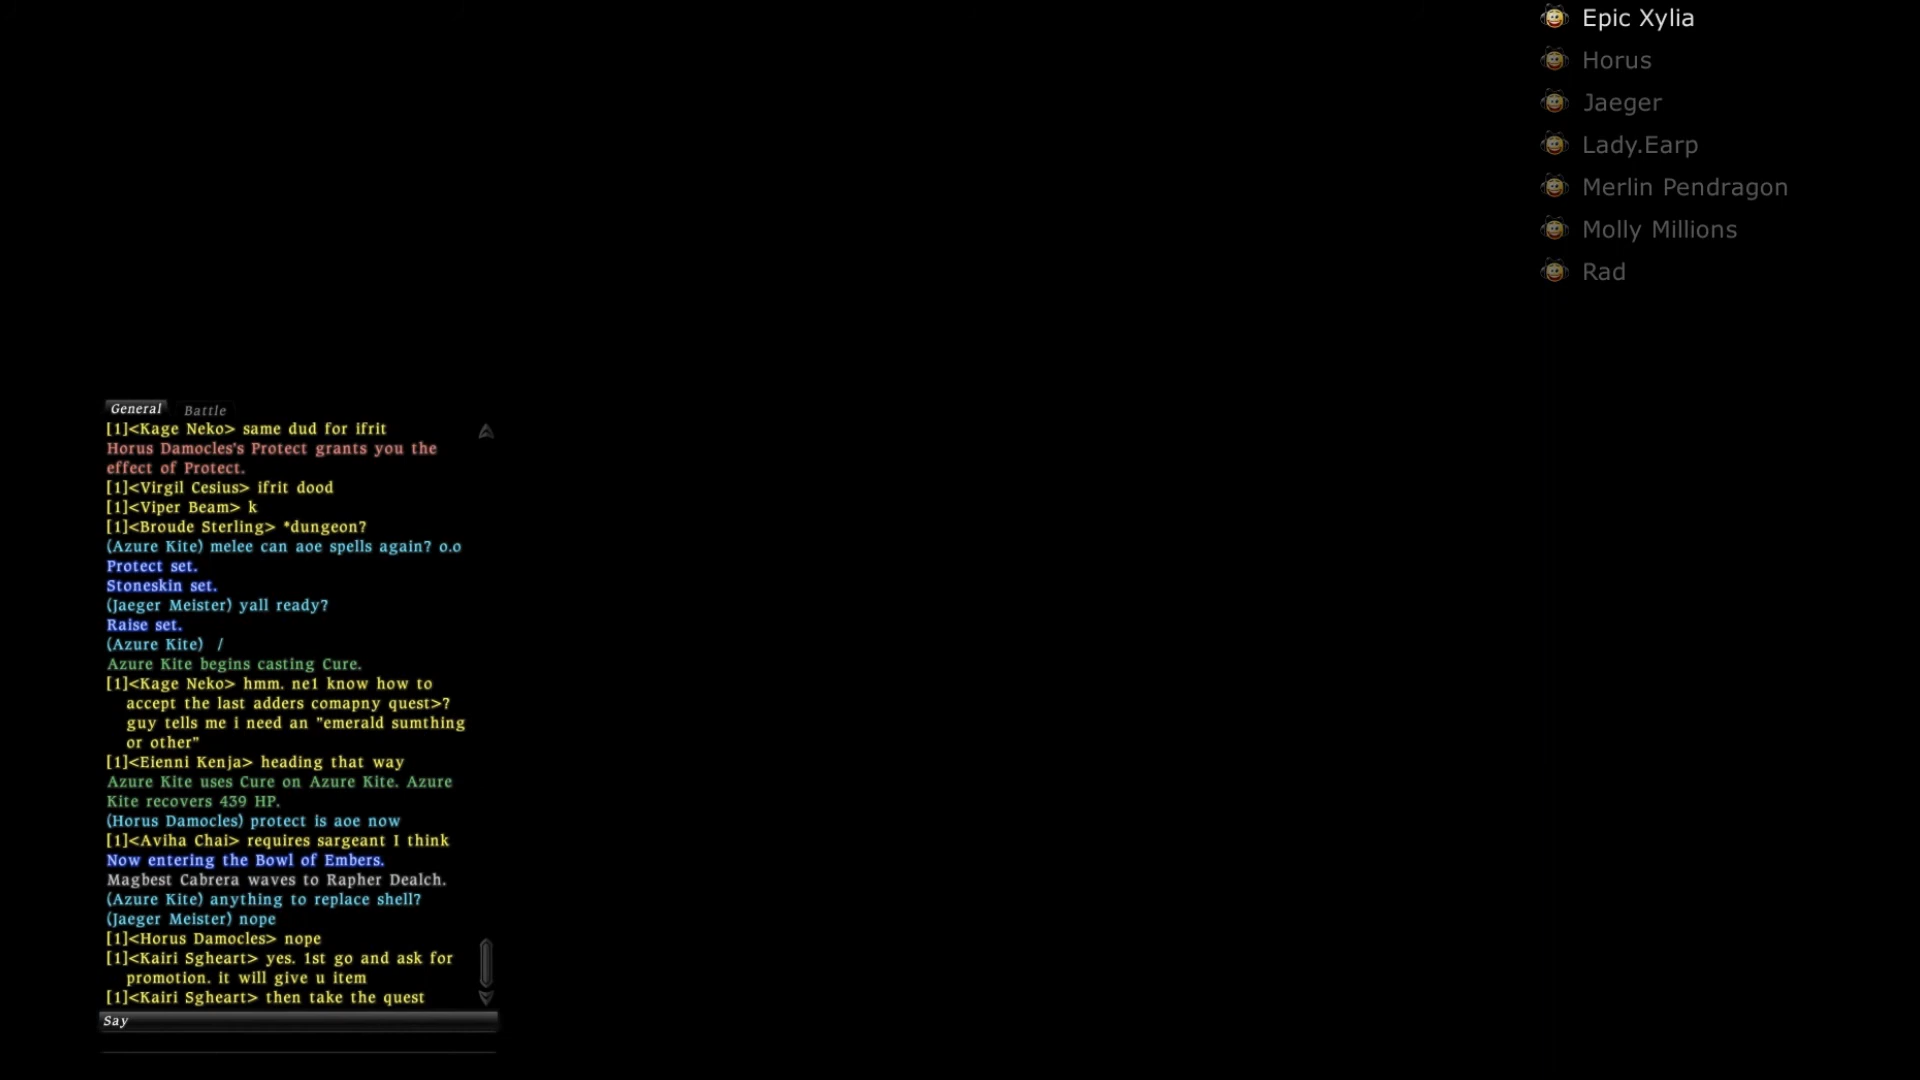 Epic Xylia
Horus
Jaeger
Lady.Earp
Merlin Pendragon
Molly Millions
Rad
General Battle
[1]<Kage Neko> same dud for ifrit
Horus Damocles's Protect grants you the
effect of Protect.
[1]<Virgil Cesius> ifrit dood
[1]<Viper Beam> k
[1]<Broude Sterling> *dungeon?
(Azure Kite) melee can aoe spells again? o.o
Protect set.
Stoneskin set.
(Jaeger Meister) yall ready?
Raise set.
(Azure Kite)  /
Azure Kite begins casting Cure.
[1]<Kage Neko> hmm. ne1 know how to
accept the last adders comapny quest>?
guy tells me i need an "emerald sumthing
or other"
[1]<Eienni Kenja> heading that way
Azure Kite uses Cure on Azure Kite. Azure
Kite recovers 439 HP.
(Horus Damocles) protect is aoe now
[1]<Aviha Chai> requires sargeant I think
Now entering the Bowl of Embers.
Magbest Cabrera waves to Rapher Dealch.
(Azure Kite) anything to replace shell?
(Jaeger Meister) nope
[1]<Horus Damocles> nope
[1]<Kairi Sgheart> yes. 1st go and ask for
promotion. it will give u item
[1]<Kairi Sgheart> then take the quest
Say